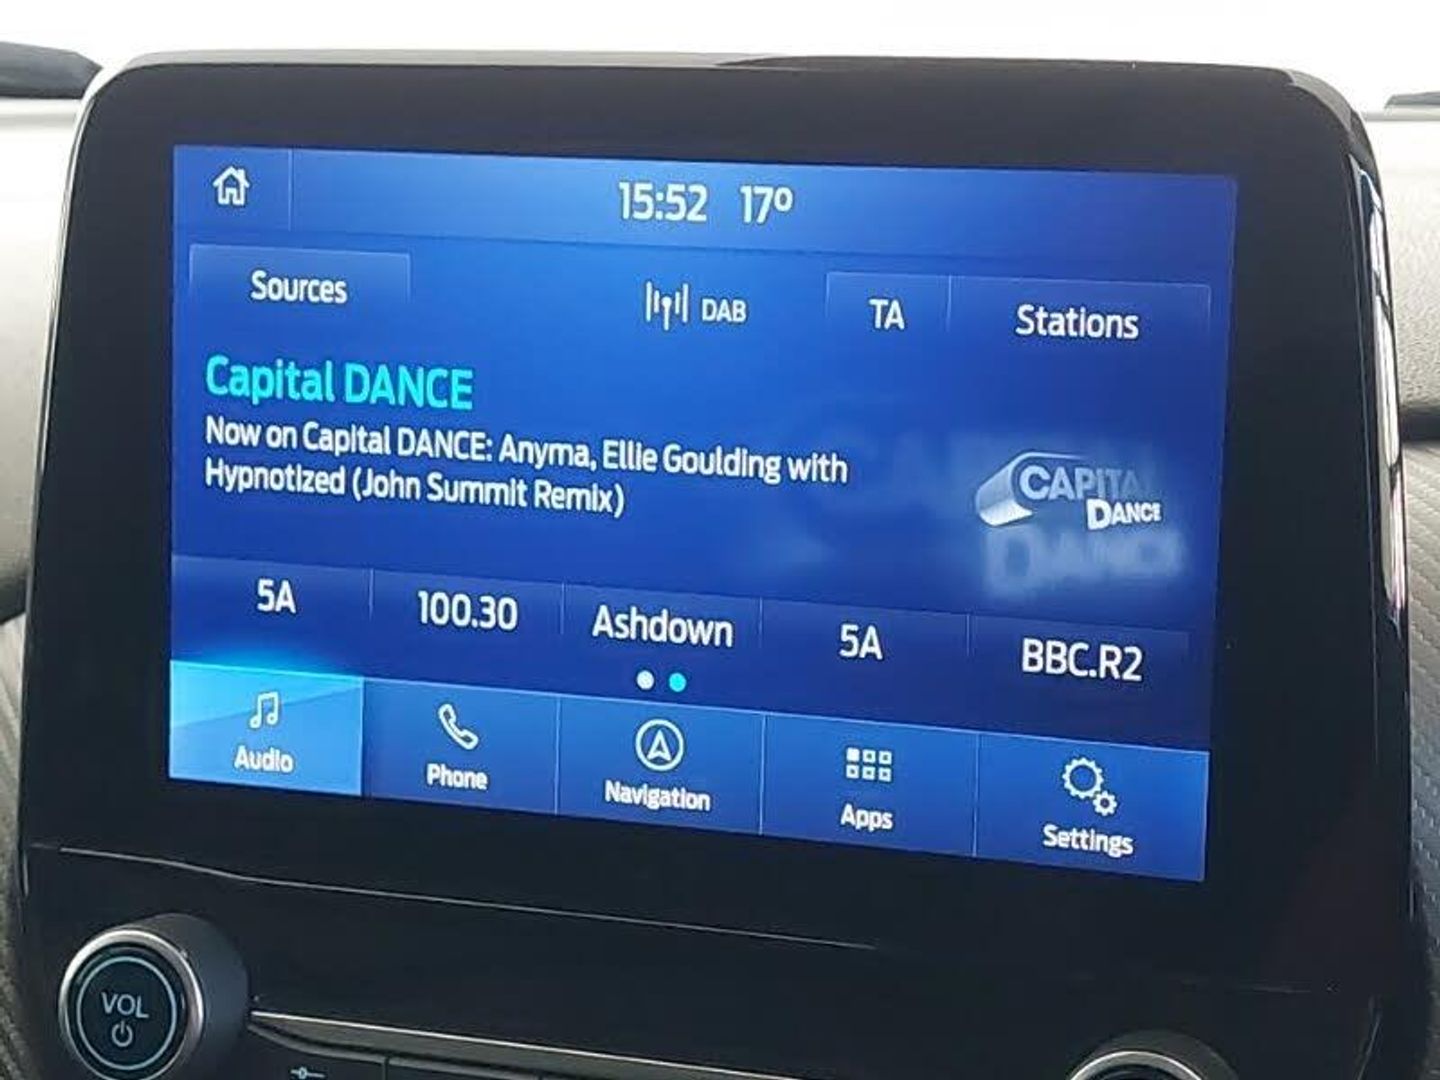 15:52 17º
Sources
DAB
TA
Stations
Capital DANCE
Now on Capital DANCE: Anyma, Ellie Goulding with
Hypnotized (John Summit Remix)
CAPITAL
DANCE
5A
100.30
Ashdown
5A
BBC.R2
Audio
Phone
Navigation
Apps
Settings
VOL